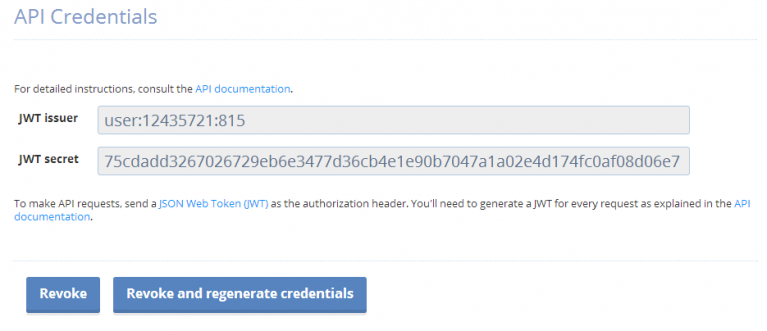 API Credentials
For detailed instructions, consult the API documentation.
JWT issuer user:12435721:815
JWT secret 75cdadd3267026729eb6e3477d36cb4e1e90b7047a1a02e4d174fc0af08d06e7
To make API requests, send a JSON Web Token (JWT) as the authorization header. You'll need to generate a JWT for every request as explained in the API
documentation.
Revoke Revoke and regenerate credentials